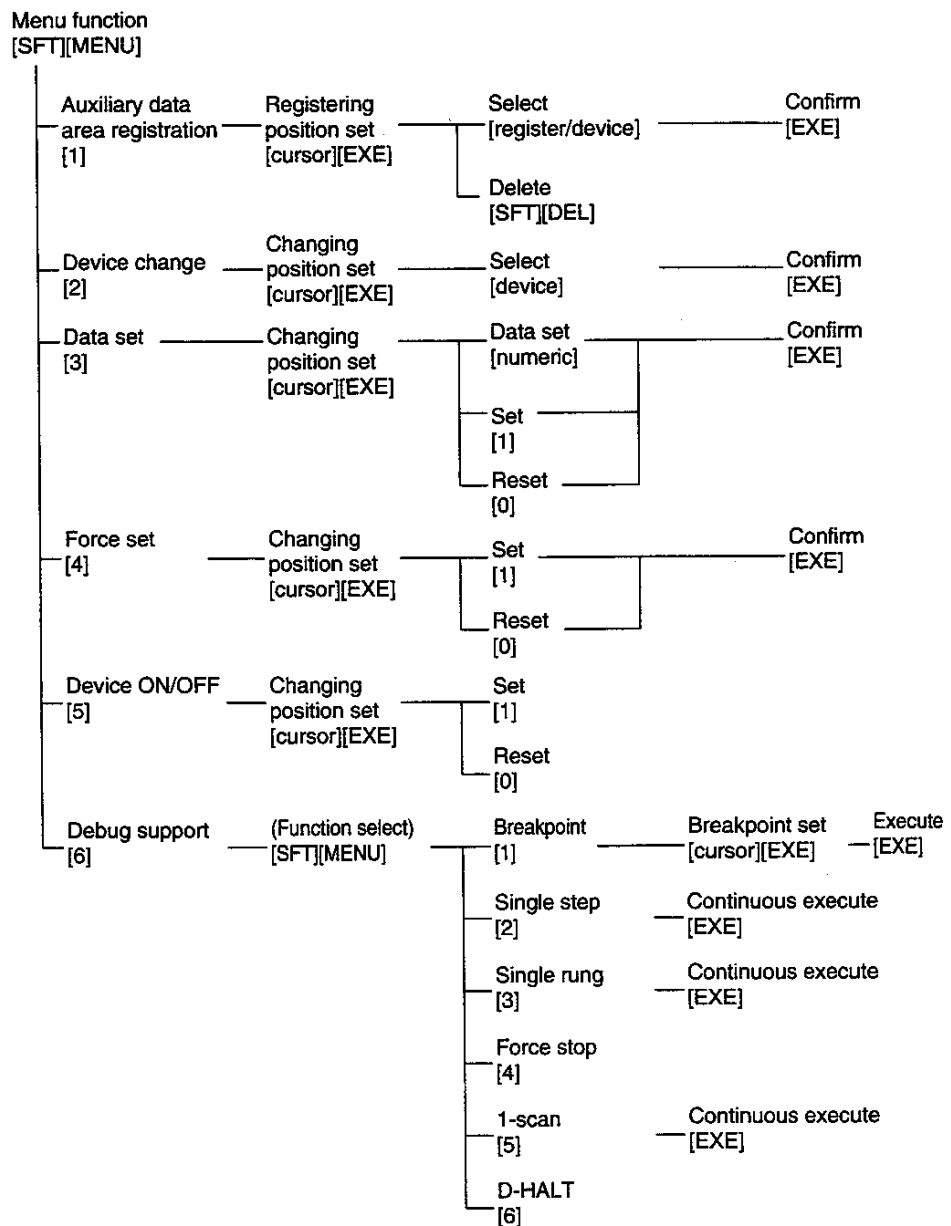 Menu function
[SFT][MENU]
Auxiliary data
area registration
[1]
Registering
position set
[cursor][EXE]
Select
[register/device]
Confirm
[EXE]
Delete
[SFT][DEL]
Device change
[2]
Changing
position set
[cursor][EXE]
Select
[device]
Confirm
[EXE]
Data set
[3]
Changing
position set
[cursor][EXE]
Data set
[numeric]
Confirm
[EXE]
Set
[1]
Reset
[0]
Force set
[4]
Changing
position set
[cursor][EXE]
Set
[1]
Confirm
[EXE]
Reset
[0]
Device ON/OFF
[5]
Changing
position set
[cursor][EXE]
Set
[1]
Reset
[0]
Debug support
[6]
(Function select)
[SFT][MENU]
Breakpoint
[1]
Breakpoint set
[cursor][EXE]
Execute
[EXE]
Single step
[2]
Continuous execute
[EXE]
Single rung
[3]
Continuous execute
[EXE]
Force stop
[4]
1-scan
[5]
Continuous execute
[EXE]
D-HALT
[6]